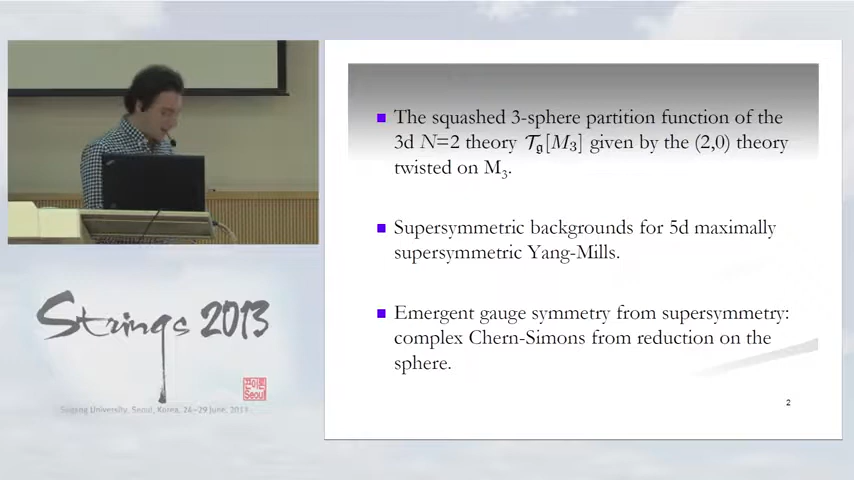 The squashed 3-sphere partition function of the
3d N=2 theory 𝒯𝔤[M₃] given by the (2,0) theory
twisted on M₃.
Supersymmetric backgrounds for 5d maximally
supersymmetric Yang-Mills.
Emergent gauge symmetry from supersymmetry:
complex Chern-Simons from reduction on the
sphere.
2
Strings 2013
Sogang University, Seoul, Korea, 24-29 June, 2013